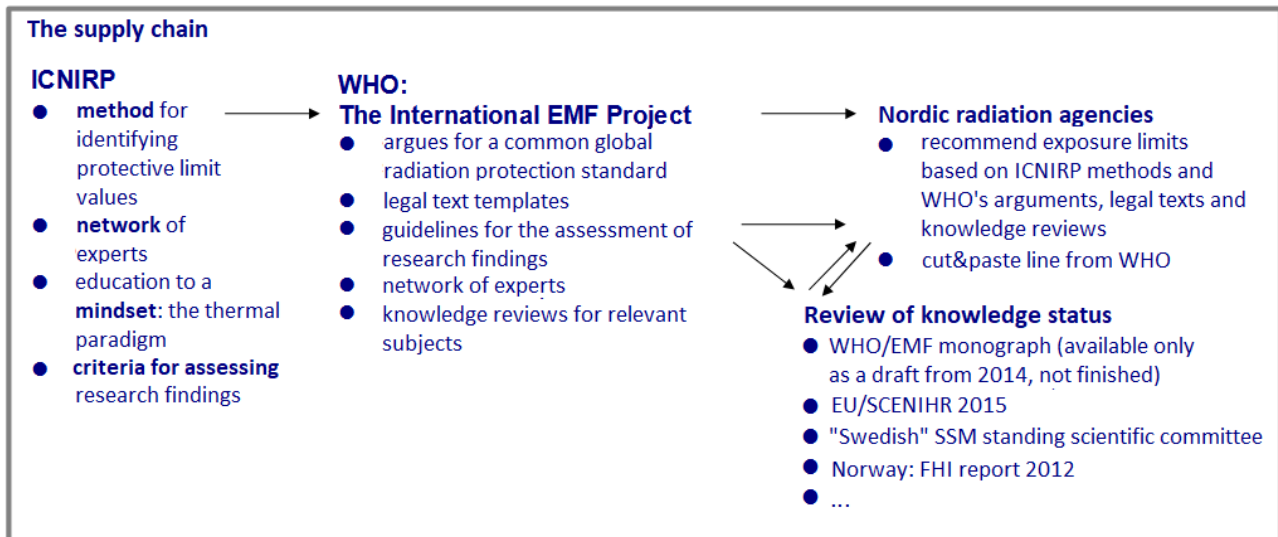 The supply chain
ICNIRP
● method for
identifying
protective limit
values
● network of
experts
● education to a
mindset: the thermal
paradigm
● criteria for assessing
research findings
WHO:
The International EMF Project
● argues for a common global
radiation protection standard
● legal text templates
● guidelines for the assessment of
research findings
● network of experts
● knowledge reviews for relevant
subjects
Nordic radiation agencies
● recommend exposure limits
based on ICNIRP methods and
WHO's arguments, legal texts and
knowledge reviews
● cut&paste line from WHO
Review of knowledge status
● WHO/EMF monograph (available only
as a draft from 2014, not finished)
● EU/SCENIHR 2015
● "Swedish" SSM standing scientific committee
● Norway: FHI report 2012
● ...